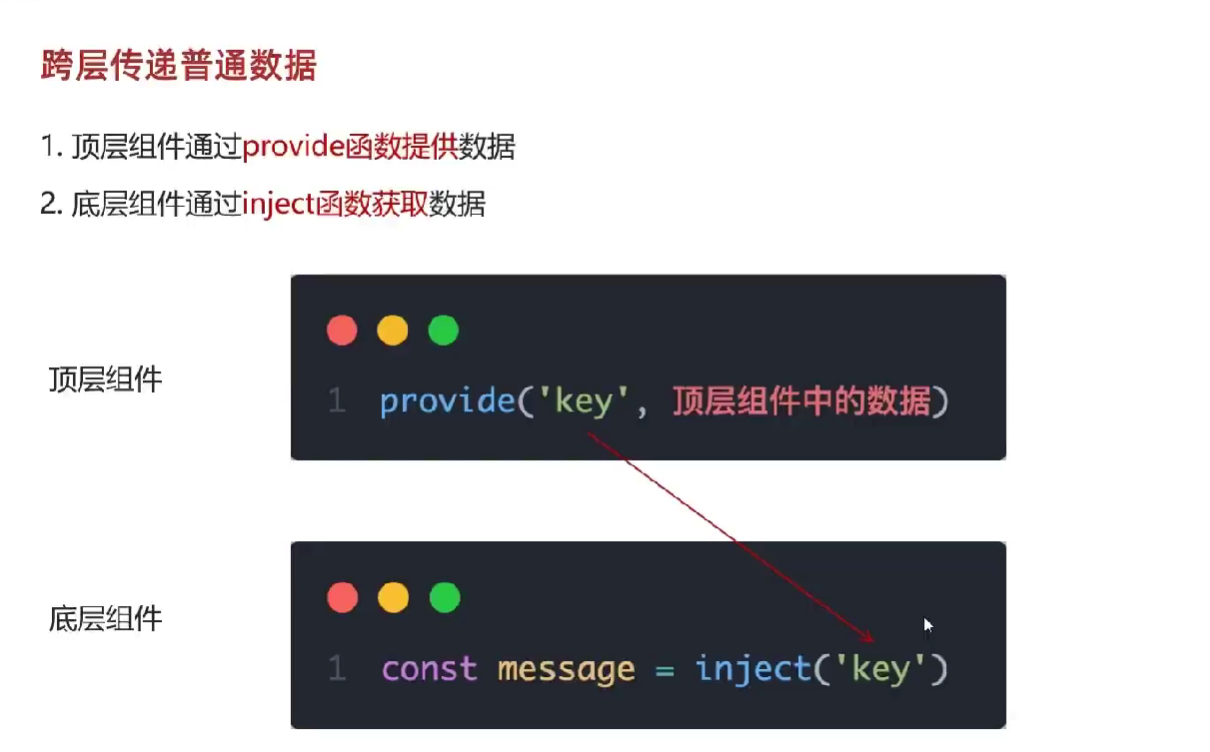 跨层传递普通数据
1. 顶层组件通过provide函数提供数据
2. 底层组件通过inject函数获取数据
顶层组件
1 provide('key', 顶层组件中的数据)
底层组件
1 const message = inject('key')